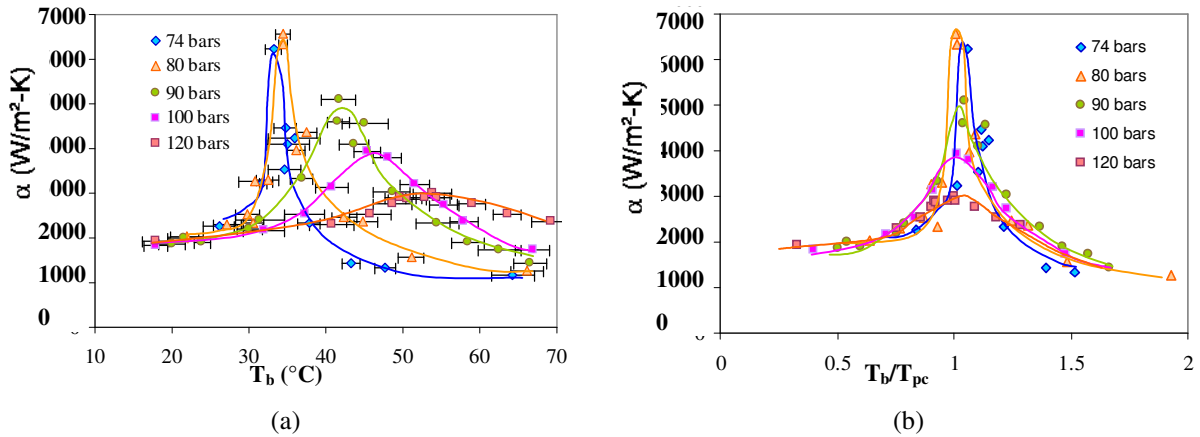 7000
000
000
000
000
2000
1000
0
α (W/m²-K)
74 bars
80 bars
90 bars
100 bars
120 bars
10 20 30 40 50 60 70
T_b (°C)
(a)
7000
6000
5000
4000
3000
2000
1000
0
α (W/m²-K)
74 bars
80 bars
90 bars
100 bars
120 bars
0 0.5 1 1.5 2
T_b/T_pc
(b)